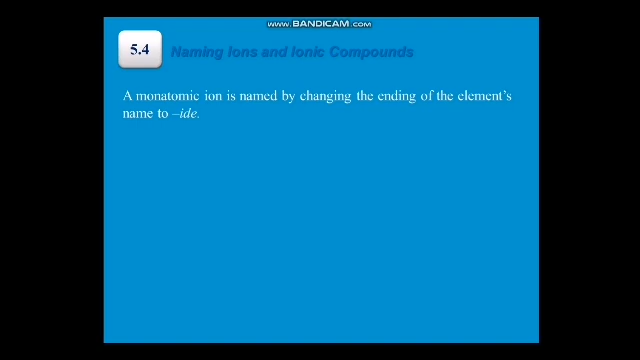 www.BANDICAM.com
5.4
Naming Ions and Ionic Compounds
A monatomic ion is named by changing the ending of the element's
name to –ide.